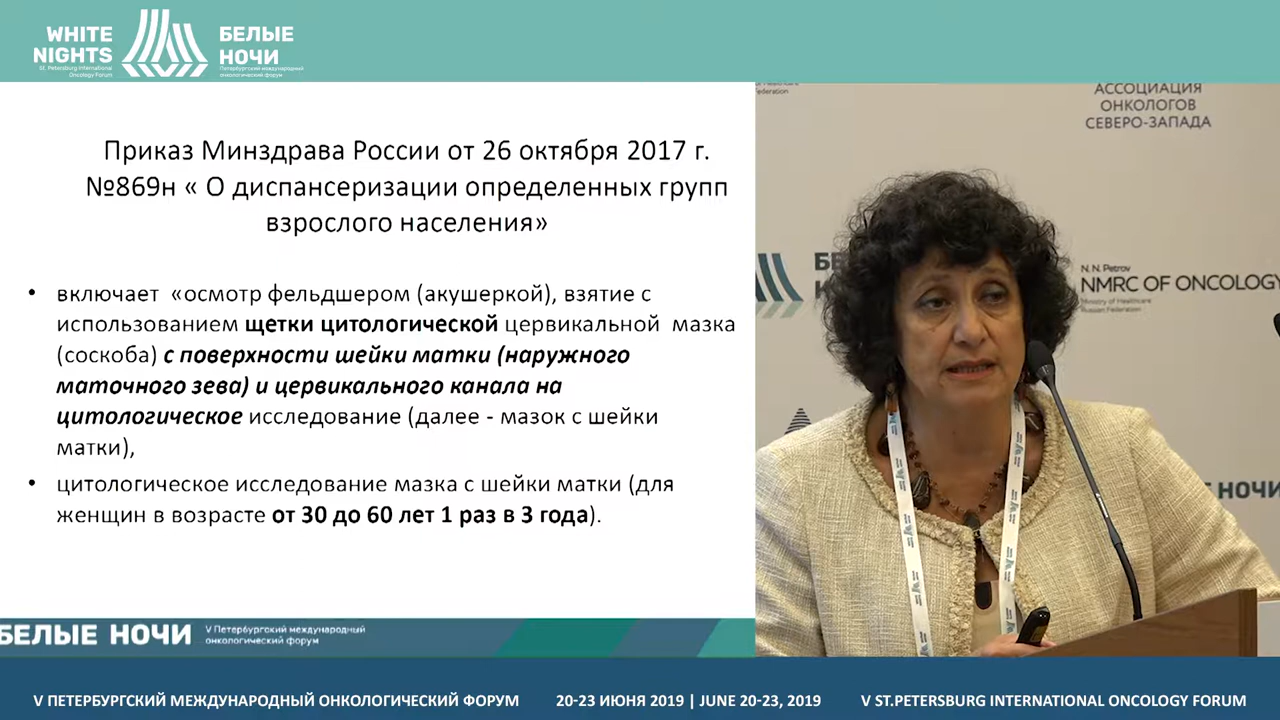 WHITE
NIGHTS
St. Petersburg International
Oncology Forum
БЕЛЫЕ
НОЧИ
Петербургский международный
онкологический форум
Приказ Минздрава России от 26 октября 2017 г.
№869н « О диспансеризации определенных групп
взрослого населения»
• включает «осмотр фельдшером (акушеркой), взятие с
использованием щетки цитологической цервикальной мазка
(соскоба) с поверхности шейки матки (наружного
маточного зева) и цервикального канала на
цитологическое исследование (далее - мазок с шейки
матки),
• цитологическое исследование мазка с шейки матки (для
женщин в возрасте от 30 до 60 лет 1 раз в 3 года).
БЕЛЫЕ НОЧИ
V Петербургский международный
онкологический форум
Federation
АССОЦИАЦИЯ
ОНКОЛОГОВ
СЕВЕРО-ЗАПАДА
N.N. Petrov
NMRC OF ONCOLOGY
Ministry of Healthcare
Russian Federation
НОЧИ
V ПЕТЕРБУРГСКИЙ МЕЖДУНАРОДНЫЙ ОНКОЛОГИЧЕСКИЙ ФОРУМ
20-23 ИЮНЯ 2019 | JUNE 20-23, 2019
V ST.PETERSBURG INTERNATIONAL ONCOLOGY FORUM